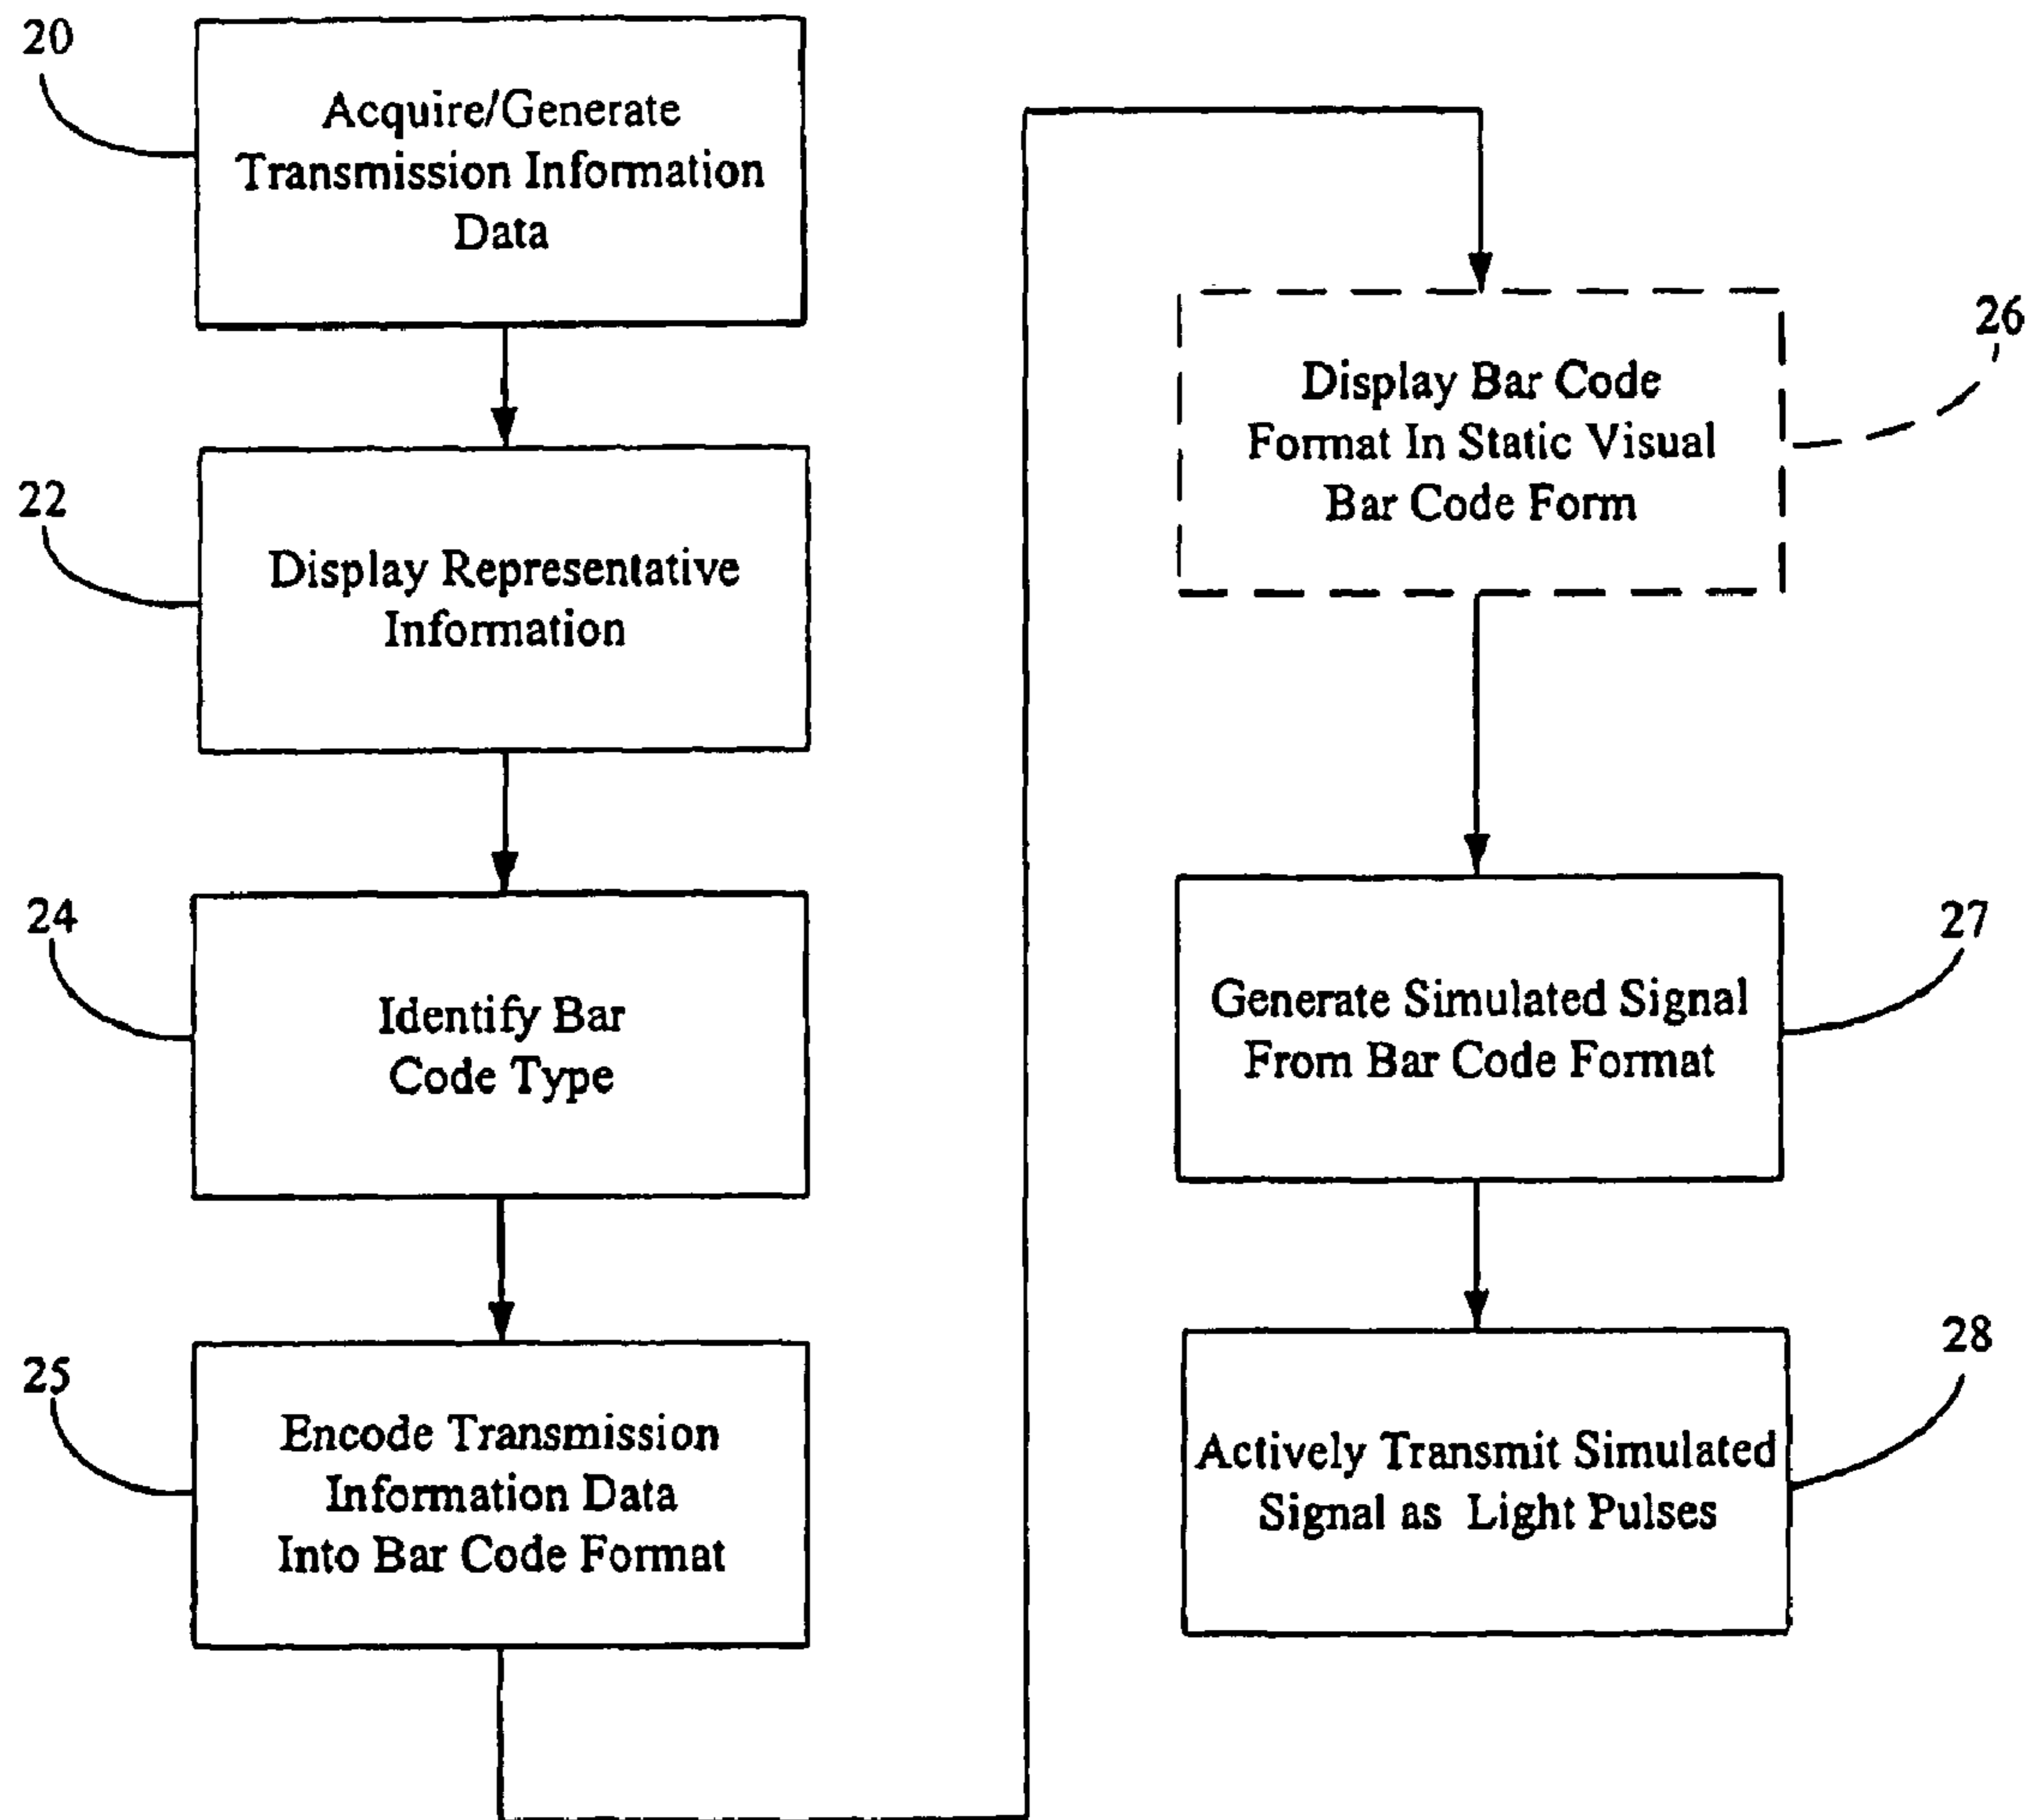 20
Acquire/Generate
Transmission Information
Data
22
Display Representative
Information
24
Identify Bar
Code Type
25
Encode Transmission
Information Data
Into Bar Code Format
26
Display Bar Code
Format In Static Visual
Bar Code Form
27
Generate Simulated Signal
From Bar Code Format
28
Actively Transmit Simulated
Signal as Light Pulses